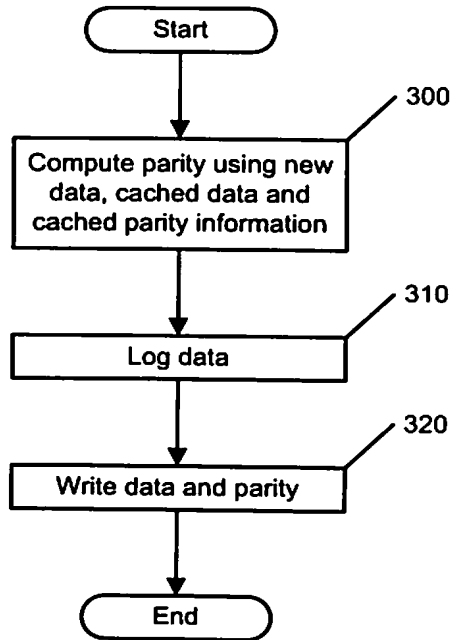 Start
300
Compute parity using new
data, cached data and
cached parity information
310
Log data
320
Write data and parity
End